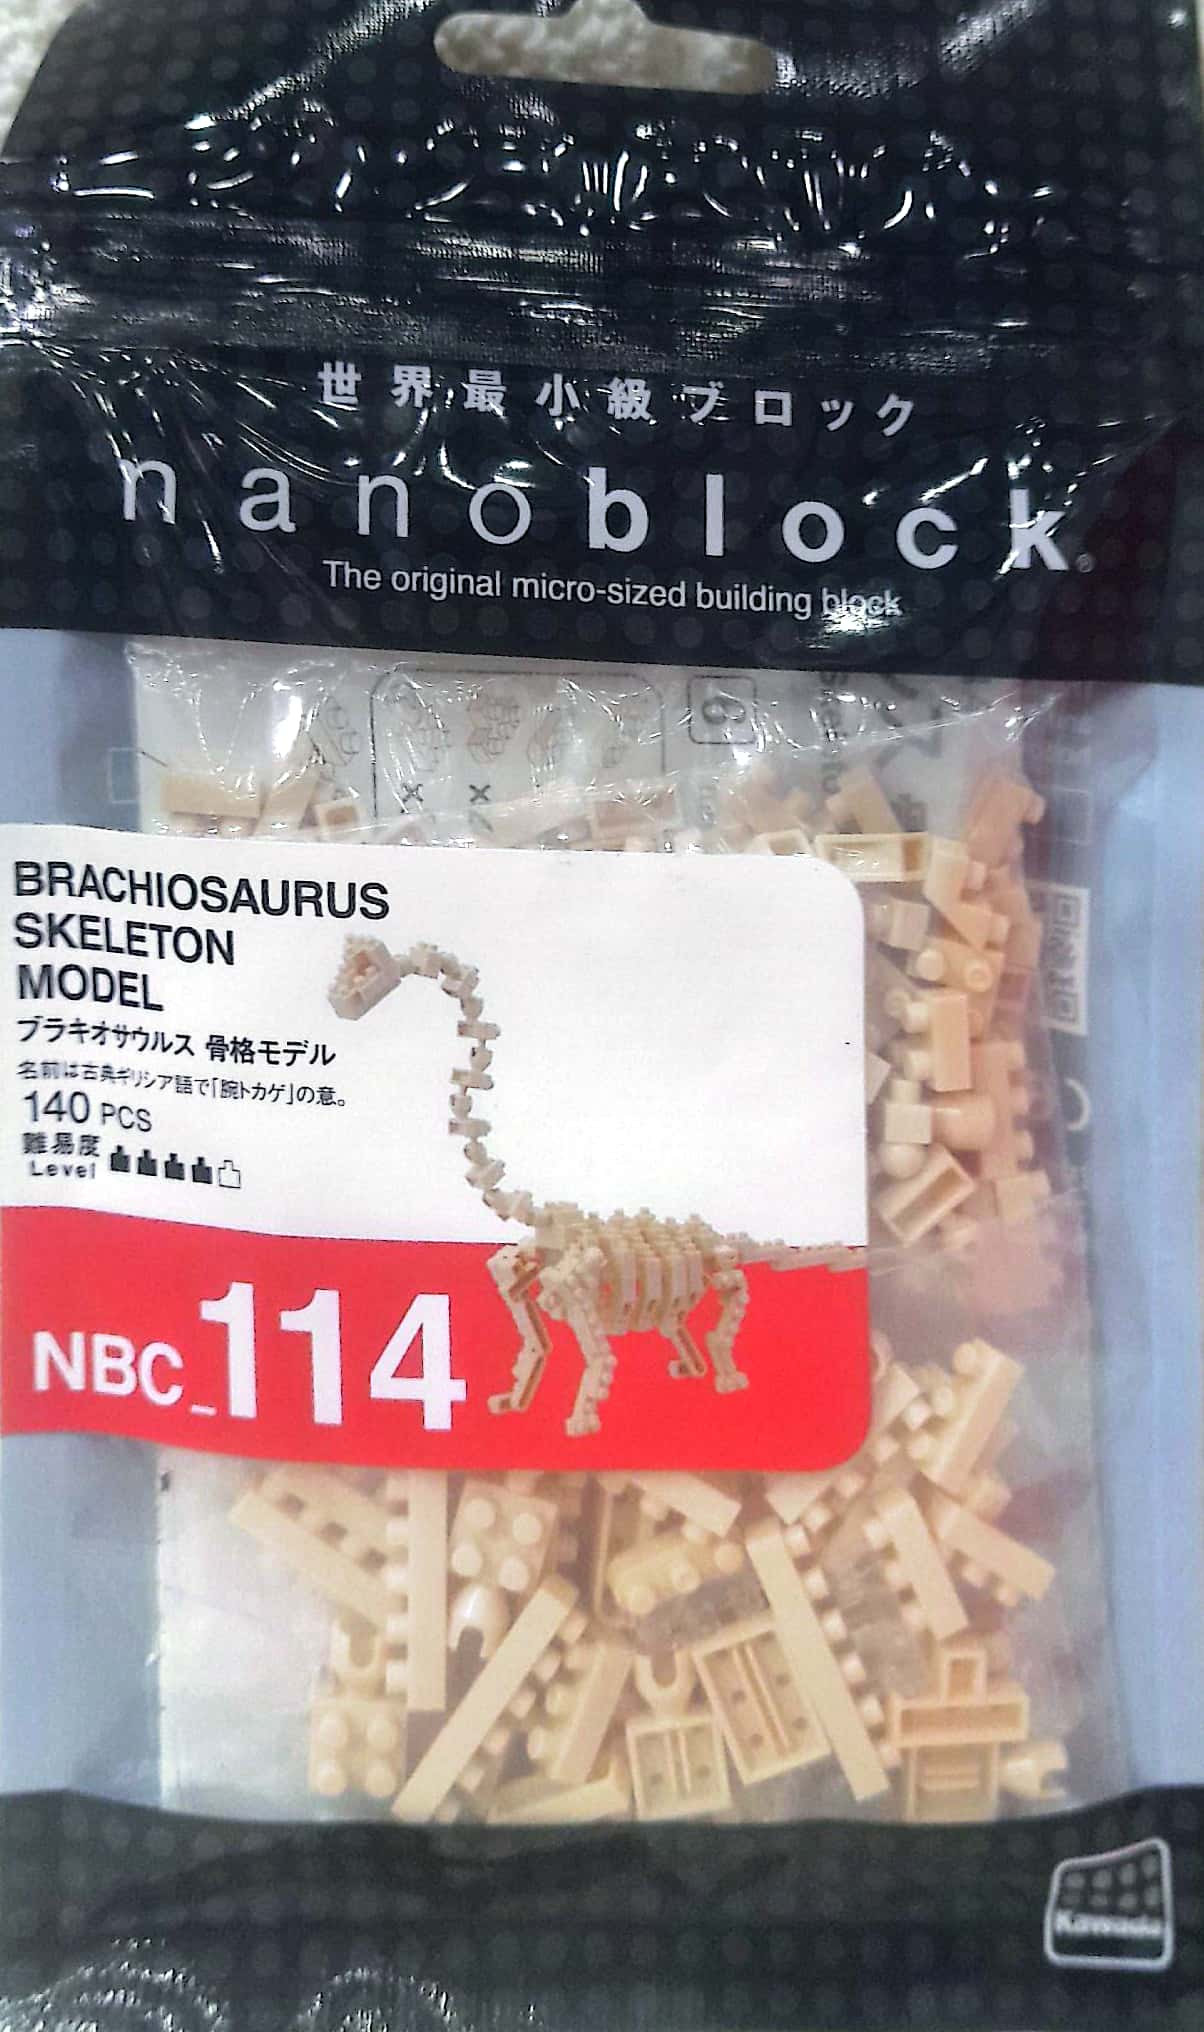 世界最小級ブロック
nanoblock®
The original micro-sized building block
BRACHIOSAURUS
SKELETON
MODEL
ブラキオサウルス 骨格モデル
名前は古典ギリシア語で「腕トカゲ」の意。
140 PCS
難易度
Level
NBC_114
Kawada